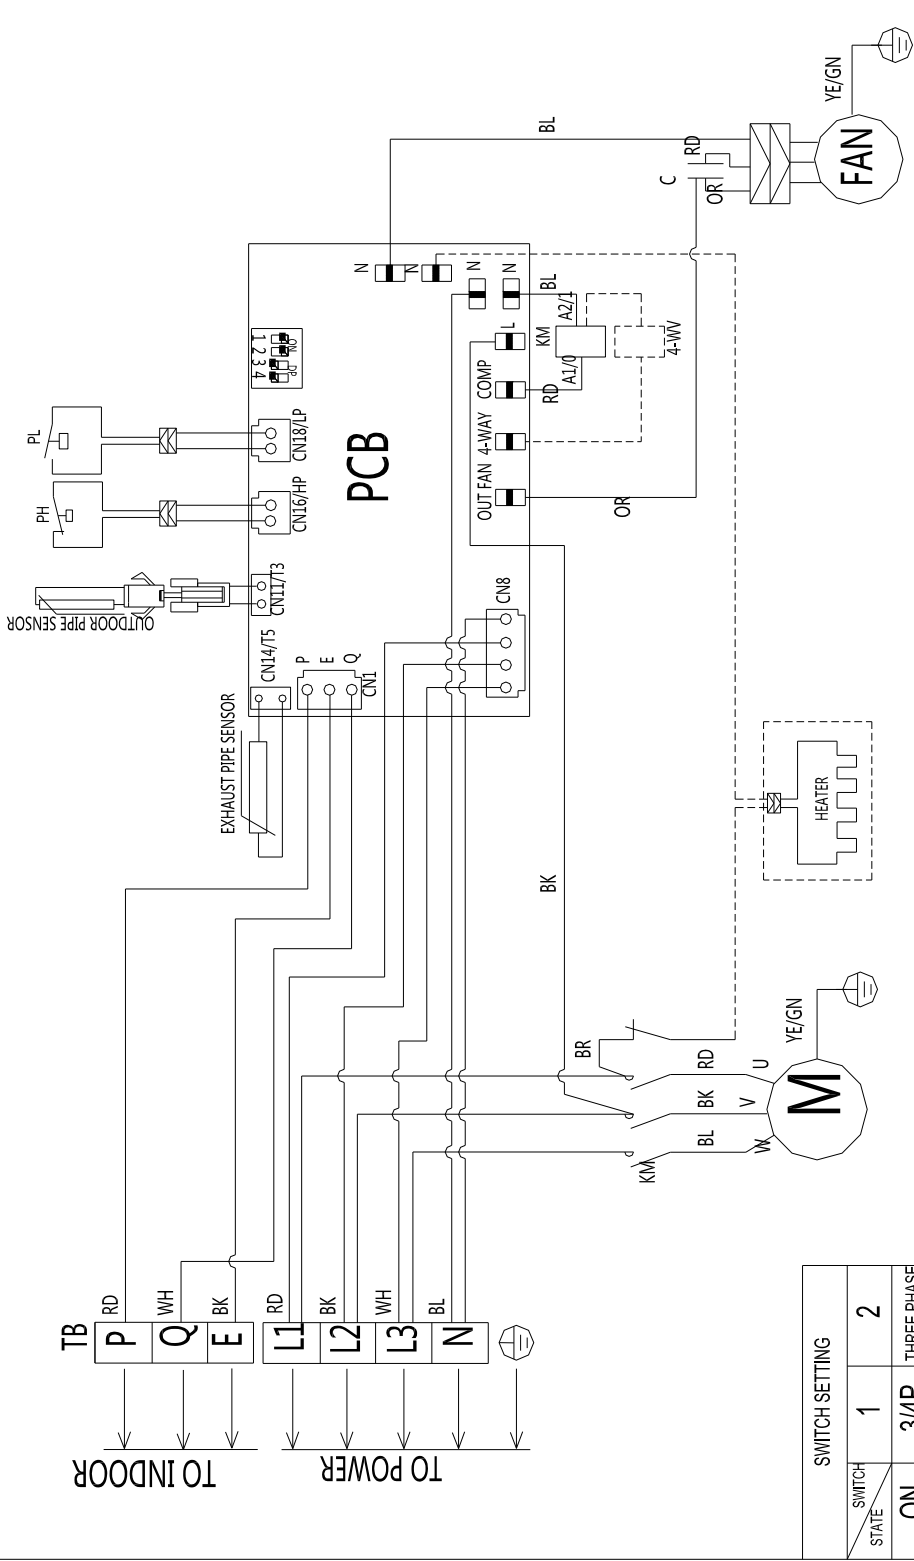 YE/GN
FAN
BL
RD
C
OR
N
N
N
N
BL
1 2 3 4
ON
DP
L
KM
A2/1
A1/0
4-WV
COMP
RD
4-WAY
OUT FAN
OR
PL
CN18/LP
PCB
PH
CN16/HP
OUTDOOR PIPE SENSOR
CN11/T3
CN8
CN14/T5
P
E
Q
CN1
EXHAUST PIPE SENSOR
HEATER
BK
YE/GN
BR
RD
U
BK
V
M
BL
W
KM
TB
RD
P
WH
Q
BK
E
RD
L1
BK
L2
WH
L3
BL
N
TO INDOOR
TO POWER
SWITCH SETTING
SWITCH
STATE
1
2
ON
3/4P
THREE PHASE